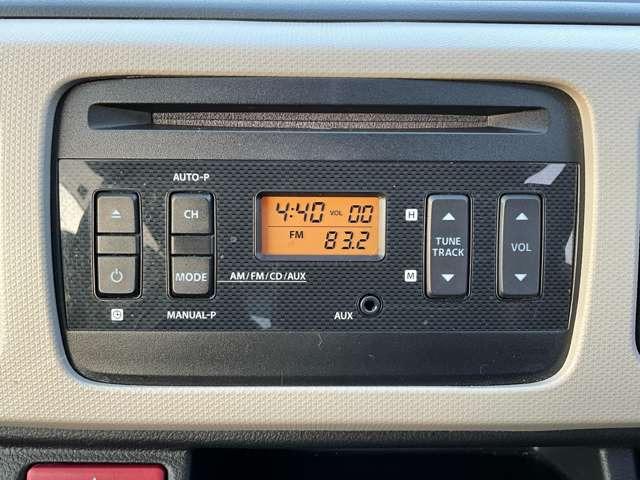 AUTO-P
CH
MODE
MANUAL-P
4:40 VOL 00
FM 83.2
AM/FM/CD/AUX
AUX
H
M
TUNE
TRACK
VOL